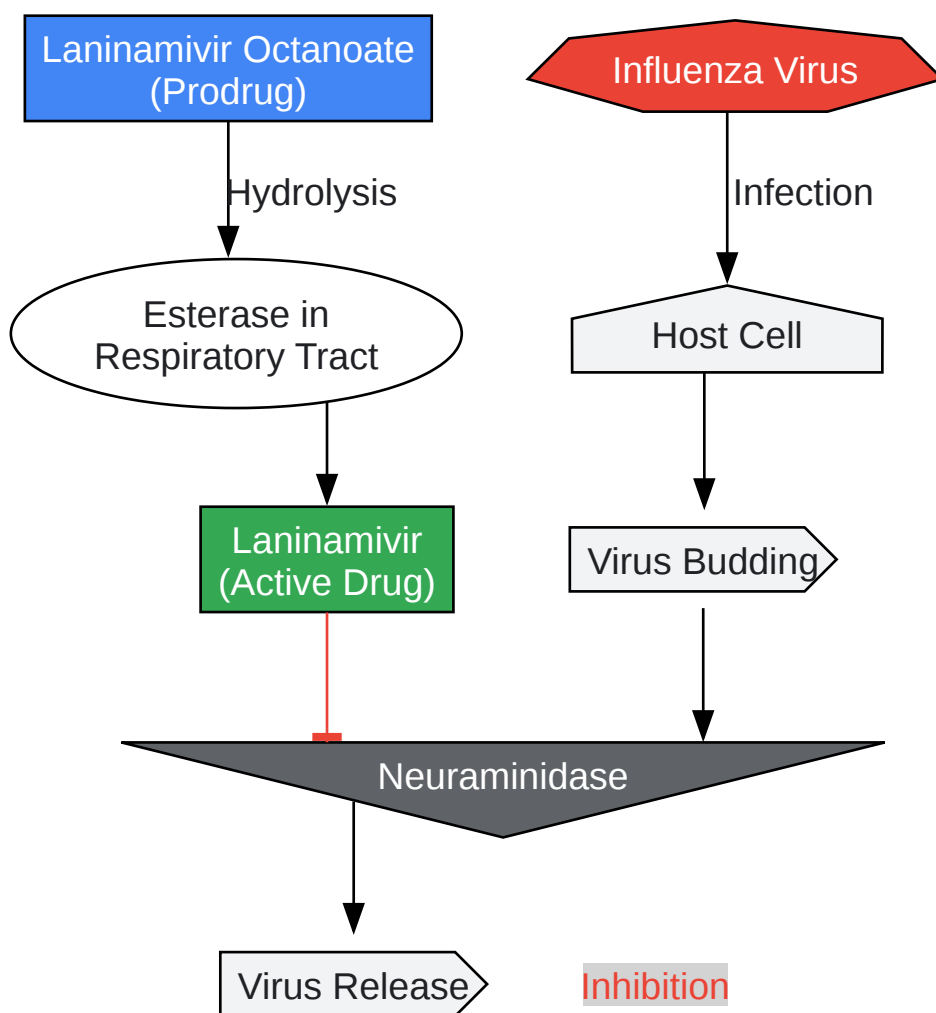 Laninamivir Octanoate
(Prodrug)
Influenza Virus
Hydrolysis
Infection
Esterase in
Respiratory Tract
Host Cell
Laninamivir
(Active Drug)
Virus Budding
Neuraminidase
Virus Release
Inhibition